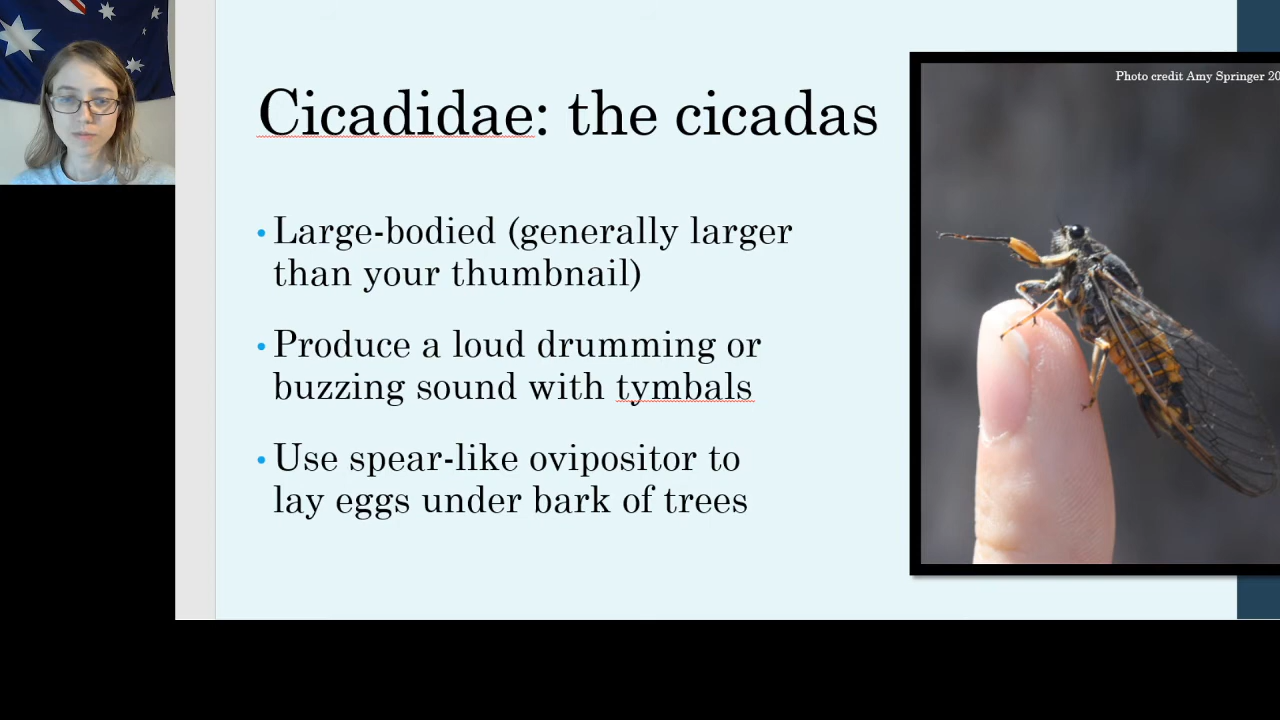 Photo credit Amy Springer 20
Cicadidae: the cicadas
• Large-bodied (generally larger
than your thumbnail)
• Produce a loud drumming or
buzzing sound with tymbals
• Use spear-like ovipositor to
lay eggs under bark of trees